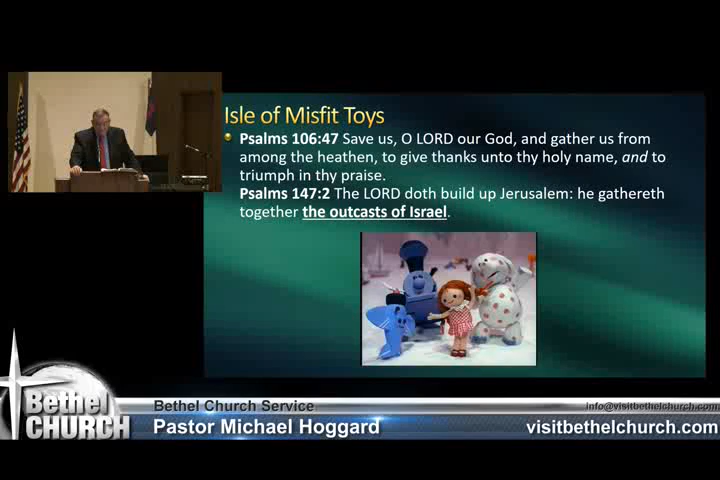 Isle of Misfit Toys
Psalms 106:47 Save us, O LORD our God, and gather us from
among the heathen, to give thanks unto thy holy name, and to
triumph in thy praise.
Psalms 147:2 The LORD doth build up Jerusalem: he gathereth
together the outcasts of Israel.
Bethel
CHURCH
Bethel Church Service
info@visitbethelchurch.com
Pastor Michael Hoggard
visitbethelchurch.com